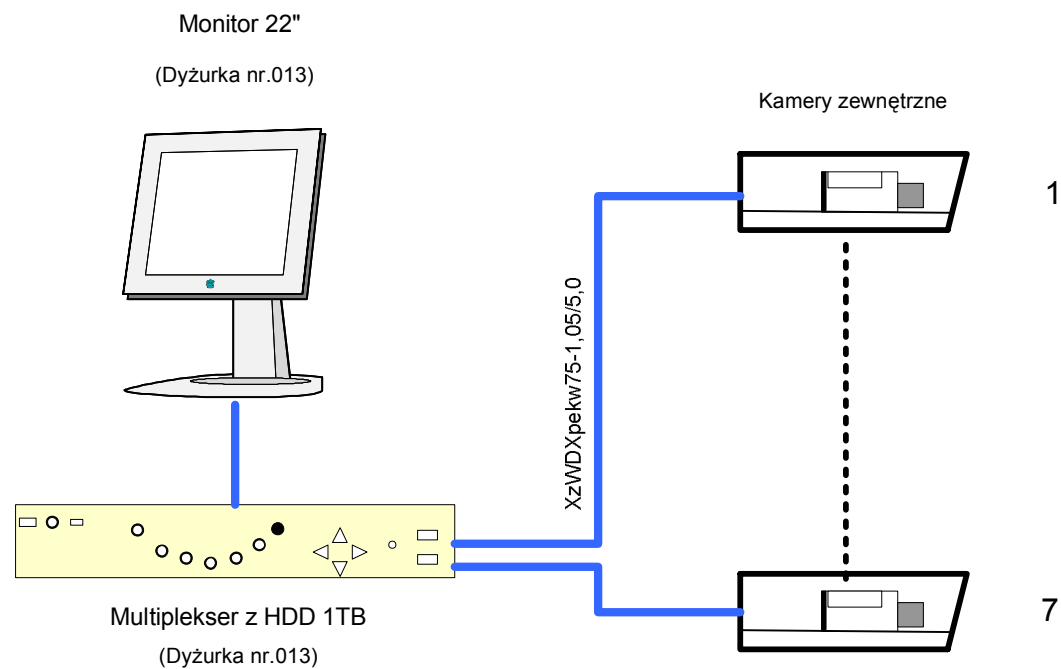 Monitor 22"
(Dyżurka nr.013)
Kamery zewnętrzne
1
XzWDXpekw75-1,05/5,0
7
Multiplekser z HDD 1TB
(Dyżurka nr.013)